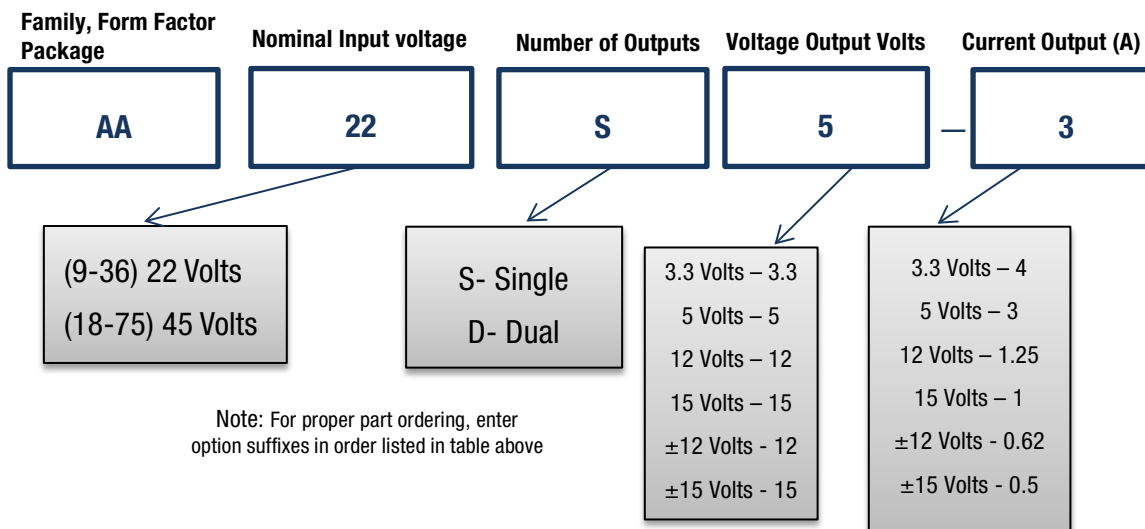 Family, Form Factor
Package
Nominal Input voltage
Number of Outputs
Voltage Output Volts
Current Output (A)
AA
22
S
5
–
3
(9-36) 22 Volts
(18-75) 45 Volts
S- Single
D- Dual
3.3 Volts – 3.3
5 Volts – 5
12 Volts – 12
15 Volts – 15
±12 Volts - 12
±15 Volts - 15
3.3 Volts – 4
5 Volts – 3
12 Volts – 1.25
15 Volts – 1
±12 Volts - 0.62
±15 Volts - 0.5
Note: For proper part ordering, enter
option suffixes in order listed in table above